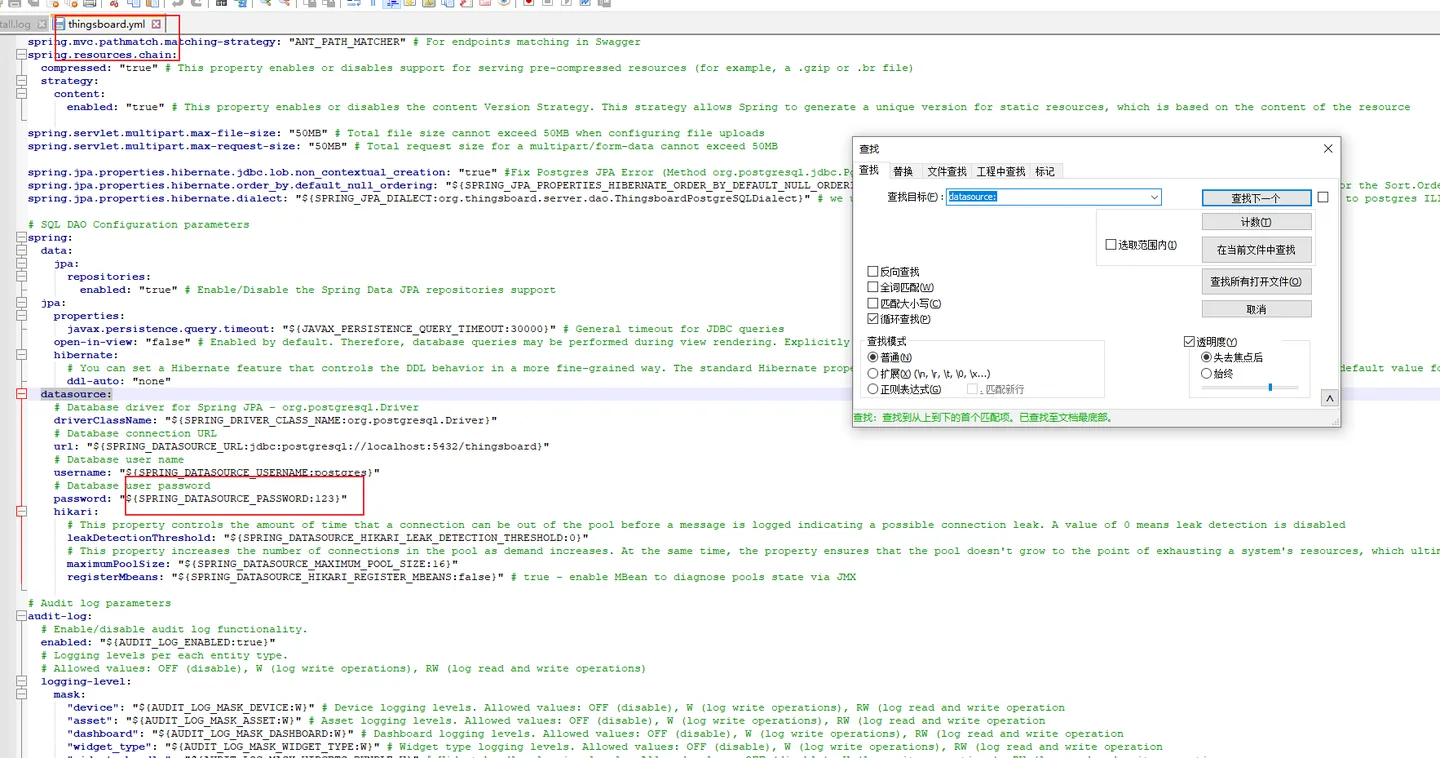 tall.log
thingsboard.yml
spring.mvc.pathmatch.matching-strategy: "ANT_PATH_MATCHER" # For endpoints matching in Swagger
spring.resources.chain:
compressed: "true" # This property enables or disables support for serving pre-compressed resources (for example, a .gzip or .br file)
strategy:
content:
enabled: "true" # This property enables or disables the content Version Strategy. This strategy allows Spring to generate a unique version for static resources, which is based on the content of the resource
spring.servlet.multipart.max-file-size: "50MB" # Total file size cannot exceed 50MB when configuring file uploads
spring.servlet.multipart.max-request-size: "50MB" # Total request size for a multipart/form-data cannot exceed 50MB
spring.jpa.properties.hibernate.jdbc.lob.non_contextual_creation: "true" #Fix Postgres JPA Error (Method org.postgresql.jdbc.
spring.jpa.properties.hibernate.order_by.default_null_ordering: "${SPRING_JPA_PROPERTIES_HIBERNATE_ORDER_BY_DEFAULT_NULL_ or the Sort.
spring.jpa.properties.hibernate.dialect: "${SPRING_JPA_DIALECT:org.thingsboard.server.dao.ThingsboardPostgreSQLDialect}" # we to postgres
# SQL DAO Configuration parameters
spring:
data:
jpa:
repositories:
enabled: "true" # Enable/Disable the Spring Data JPA repositories support
jpa:
properties:
javax.persistence.query.timeout: "${JAVAX_PERSISTENCE_QUERY_TIMEOUT:30000}" # General timeout for JDBC queries
open-in-view: "false" # Enabled by default. Therefore, database queries may be performed during view rendering. Explicitly
hibernate:
# You can set a Hibernate feature that controls the DDL behavior in a more fine-grained way. The standard Hibernate default value
ddl-auto: "none"
datasource:
# Database driver for Spring JPA - org.postgresql.Driver
driverClassName: "${SPRING_DRIVER_CLASS_NAME:org.postgresql.Driver}"
# Database connection URL
url: "${SPRING_DATASOURCE_URL:jdbc:postgresql://localhost:5432/thingsboard}"
# Database user name
username: "${SPRING_DATASOURCE_USERNAME:postgres}"
# Database user password
password: "${SPRING_DATASOURCE_PASSWORD:123}"
hikari:
# This property controls the amount of time that a connection can be out of the pool before a message is logged indicating a possible connection leak. A value of 0 means leak detection is disabled
leakDetectionThreshold: "${SPRING_DATASOURCE_HIKARI_LEAK_DETECTION_THRESHOLD:0}"
# This property increases the number of connections in the pool as demand increases. At the same time, the property ensures that the pool doesn't grow to the point of exhausting a system's resources, which
maximumPoolSize: "${SPRING_DATASOURCE_MAXIMUM_POOL_SIZE:16}"
registerMbeans: "${SPRING_DATASOURCE_HIKARI_REGISTER_MBEANS:false}" # true - enable MBean to diagnose pools state via JMX
# Audit log parameters
audit-log:
# Enable/disable audit log functionality.
enabled: "${AUDIT_LOG_ENABLED:true}"
# Logging levels per each entity type.
# Allowed values: OFF (disable), W (log write operations), RW (log read and write operations)
logging-level:
mask:
"device": "${AUDIT_LOG_MASK_DEVICE:W}" # Device logging levels. Allowed values: OFF (disable), W (log write operations), RW (log read and write operations
"asset": "${AUDIT_LOG_MASK_ASSET:W}" # Asset logging levels. Allowed values: OFF (disable), W (log write operations), RW (log read and write operations
"dashboard": "${AUDIT_LOG_MASK_DASHBOARD:W}" # Dashboard logging levels. Allowed values: OFF (disable), W (log write operations), RW (log read and write operations
"widget_type": "${AUDIT_LOG_MASK_WIDGET_TYPE:W}" # Widget type logging levels. Allowed values: OFF (disable), W (log write operations), RW (log read and write operations
查找
查找 替换 文件查找 工程中查找 标记
查找目标(F): datasource: 查找下一个
计数(T)
选取范围内(I) 在当前文件中查找
反向查找 查找所有打开文件(O)
全词匹配(W)
匹配大小写(C) 取消
循环查找(P)
查找模式 透明度(Y)
普通(N) 失去焦点后
扩展(X) (\n, \r, \t, \0, \x...) 始终
正则表达式(G) . 匹配新行
查找: 查找到从上到下的首个匹配项。已查找至文档最底部。